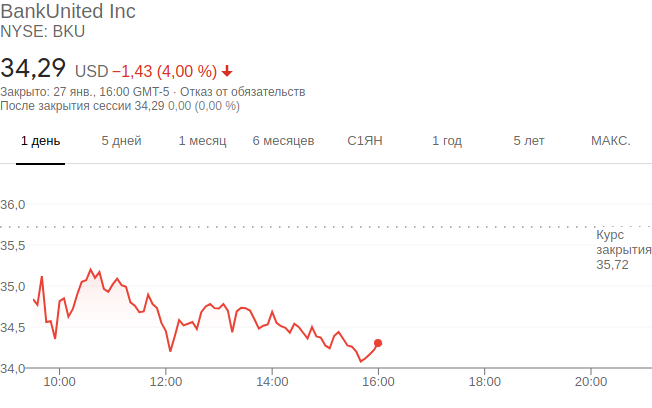 BankUnited Inc
NYSE: BKU
34,29 USD −1,43 (4,00 %)
Закрыто: 27 янв., 16:00 GMT-5 · Отказ от обязательств
После закрытия сессии 34,29 0,00 (0,00 %)
1 день 5 дней 1 месяц 6 месяцев С1ЯН 1 год 5 лет МАКС.
36,0
Курс
35,5 закрытия
35,72
35,0
34,5
34,0
10:00 12:00 14:00 16:00 18:00 20:00